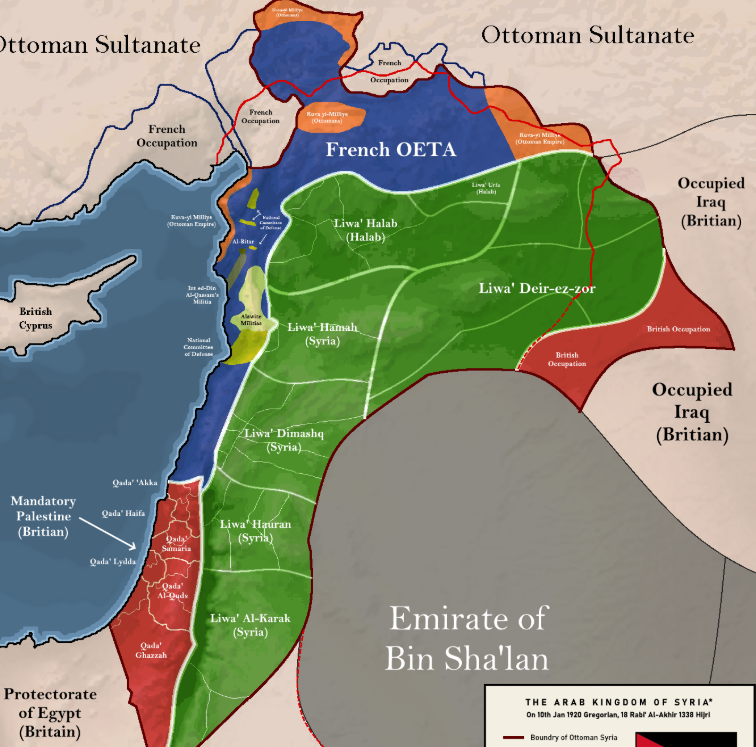 Kuva-yi Milliye
(Ottomans)
Ottoman Sultanate
Ottoman Sultanate
French
Occupation
French
Occupation
Kuva yi-Milliye
(Ottomans)
French
Occupation
Kuva-yi Milliye
(Ottoman Empire)
French OETA
Occupied
Iraq
(Britian)
Liwa' Urfa
(Halab)
Kuva-yi Milliye
(Ottoman Empire)
National
Committee
of Defense
Al-Bitar
Liwa' Halab
(Halab)
Izz ed-Din
Al-Qassam's
Militia
Liwa' Deir-ez-zor
British
Cyprus
Alawite
Militias
Liwa' Hamah
(Syria)
National
Committee
of Defense
British Occupation
British
Occupation
Occupied
Iraq
(Britian)
Liwa' Dimashq
(Syria)
Qada' 'Akka
Mandatory
Palestine
(Britian)
Qada' Haifa
Liwa' Hauran
(Syria)
Qada'
Samaria
Qada' Lydda
Qada'
Al-Quds
Liwa' Al-Karak
(Syria)
Emirate of
Bin Sha'lan
Qada'
Ghazzah
Protectorate
of Egypt
(Britain)
THE ARAB KINGDOM OF SYRIA*
On 10th Jan 1920 Gregorian, 18 Rabi' Al-Akhir 1338 Hijri
Boundry of Ottoman Syria